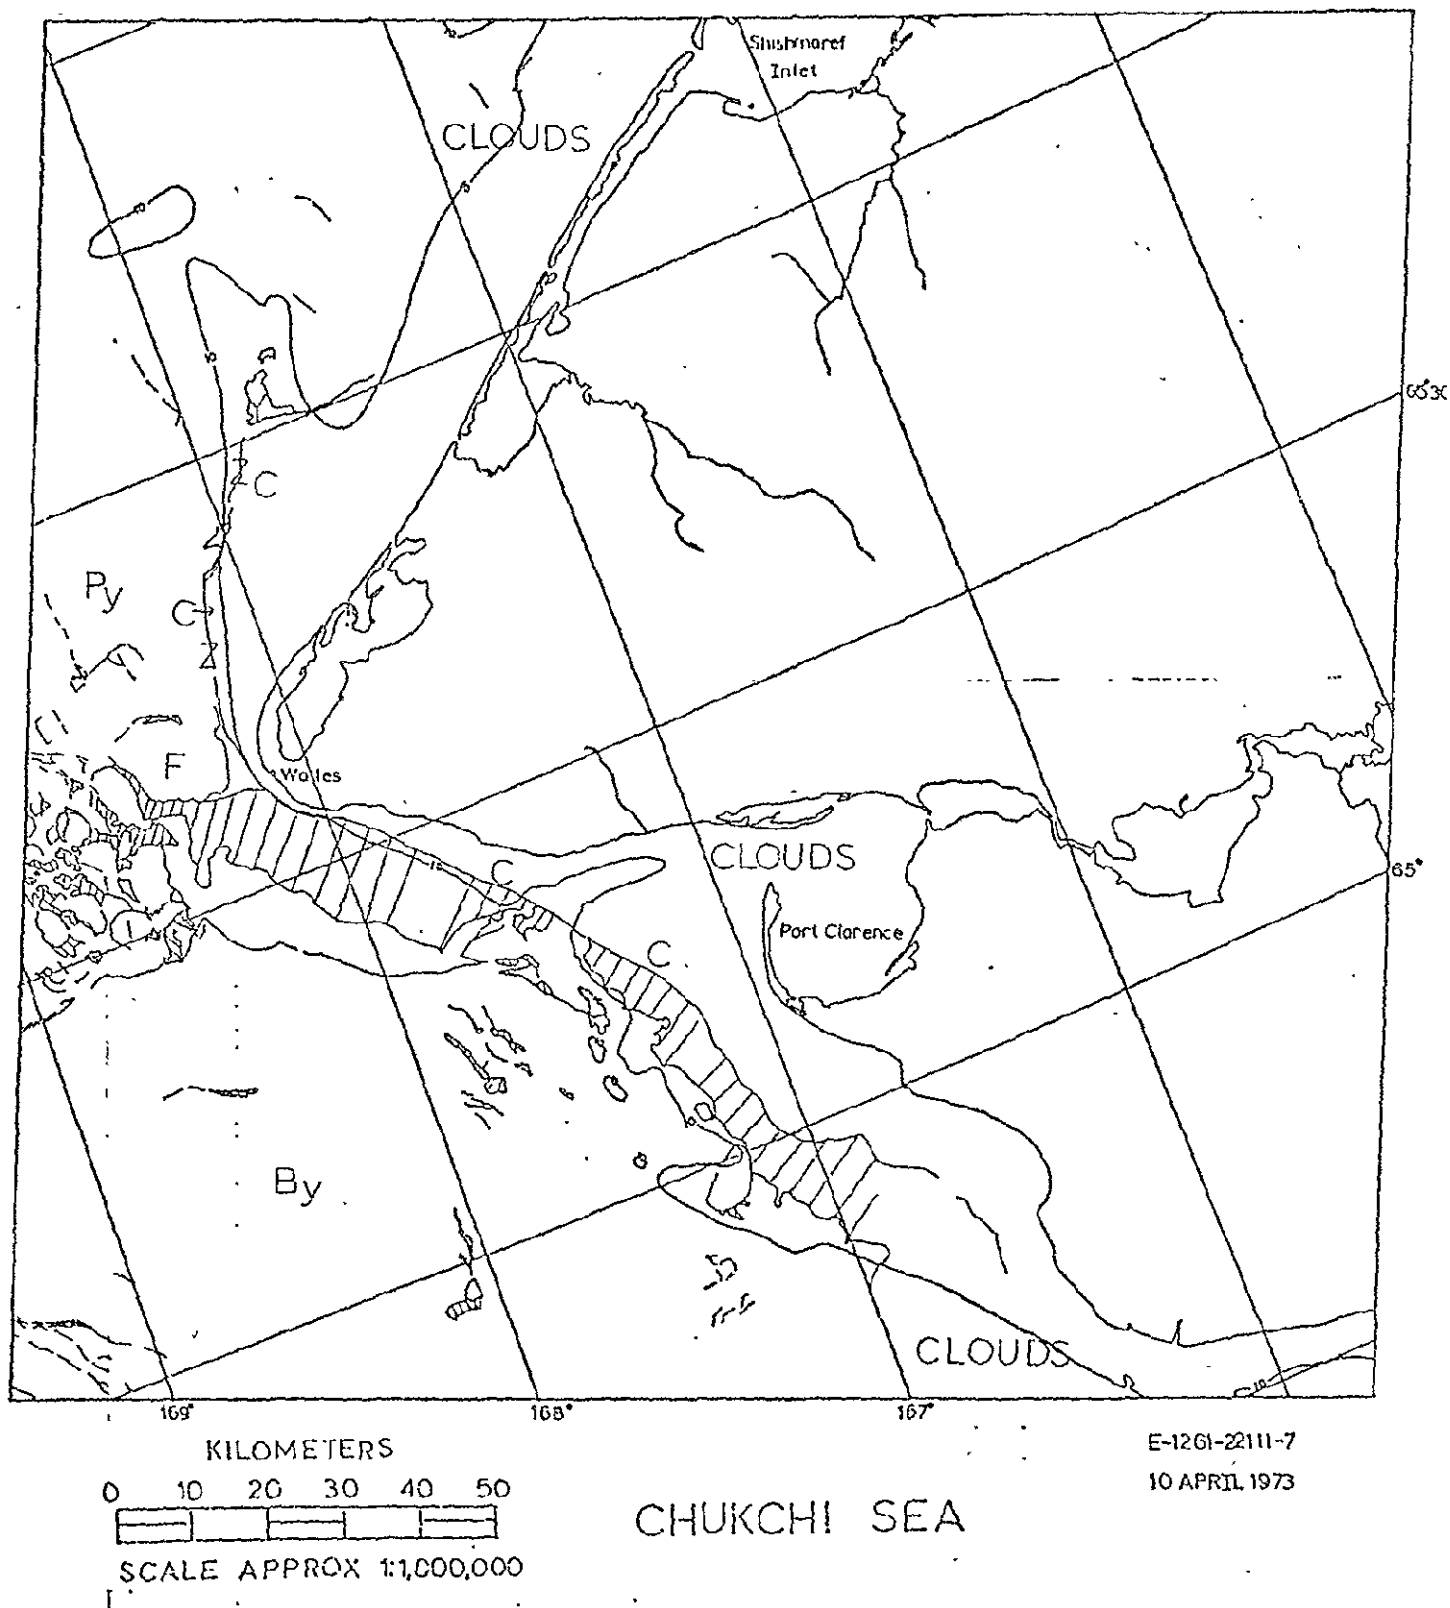 Shishmaref
Inlet
CLOUDS
65°30
C
Py
C
F
Wales
CLOUDS
C
65°
Port Clarence
C
By
CLOUDS
10
169°
168°
167°
KILOMETERS
0 10 20 30 40 50
SCALE APPROX 1:1,000,000
CHUKCHI SEA
E-1261-22111-7
10 APRIL 1973